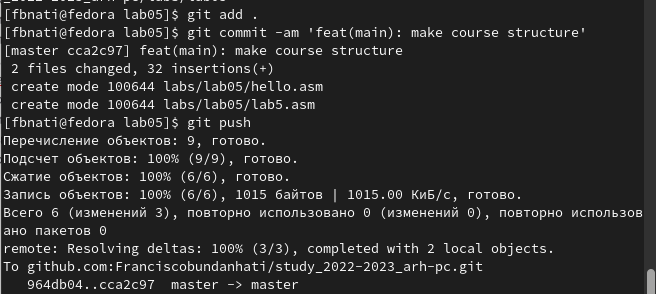 [fbnati@fedora lab05]$ git add .
[fbnati@fedora lab05]$ git commit -am 'feat(main): make course structure'
[master cca2c97] feat(main): make course structure
 2 files changed, 32 insertions(+)
 create mode 100644 labs/lab05/hello.asm
 create mode 100644 labs/lab05/lab5.asm
[fbnati@fedora lab05]$ git push
Перечисление объектов: 9, готово.
Подсчет объектов: 100% (9/9), готово.
Сжатие объектов: 100% (6/6), готово.
Запись объектов: 100% (6/6), 1015 байтов | 1015.00 КиБ/с, готово.
Всего 6 (изменений 3), повторно использовано 0 (изменений 0), повторно использов
ано пакетов 0
remote: Resolving deltas: 100% (3/3), completed with 2 local objects.
To github.com:Franciscobundanhati/study_2022-2023_arh-pc.git
   964db04..cca2c97  master -> master